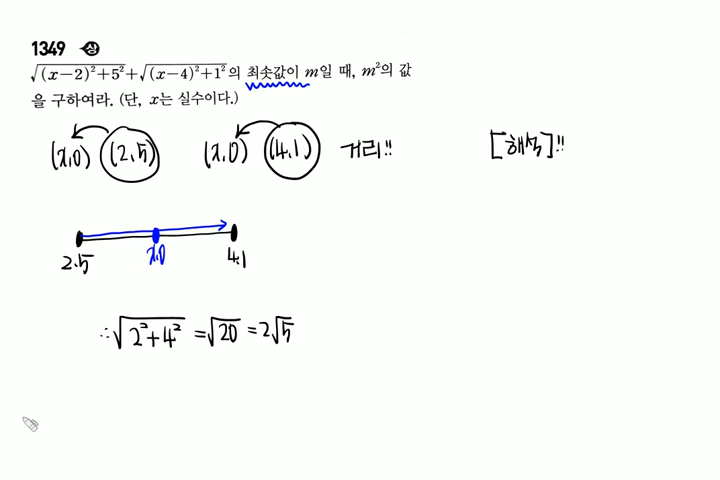 1349 상
√(x-2)²+5²+√(x-4)²+1²의 최솟값이 m일 때, m²의 값
을 구하여라. (단, x는 실수이다.)
(x,0) (2,5) (x,0) (4,1) 거리!! [해석]!!
2.5 x,0 4.1
∴√2²+4² =√20 =2√5